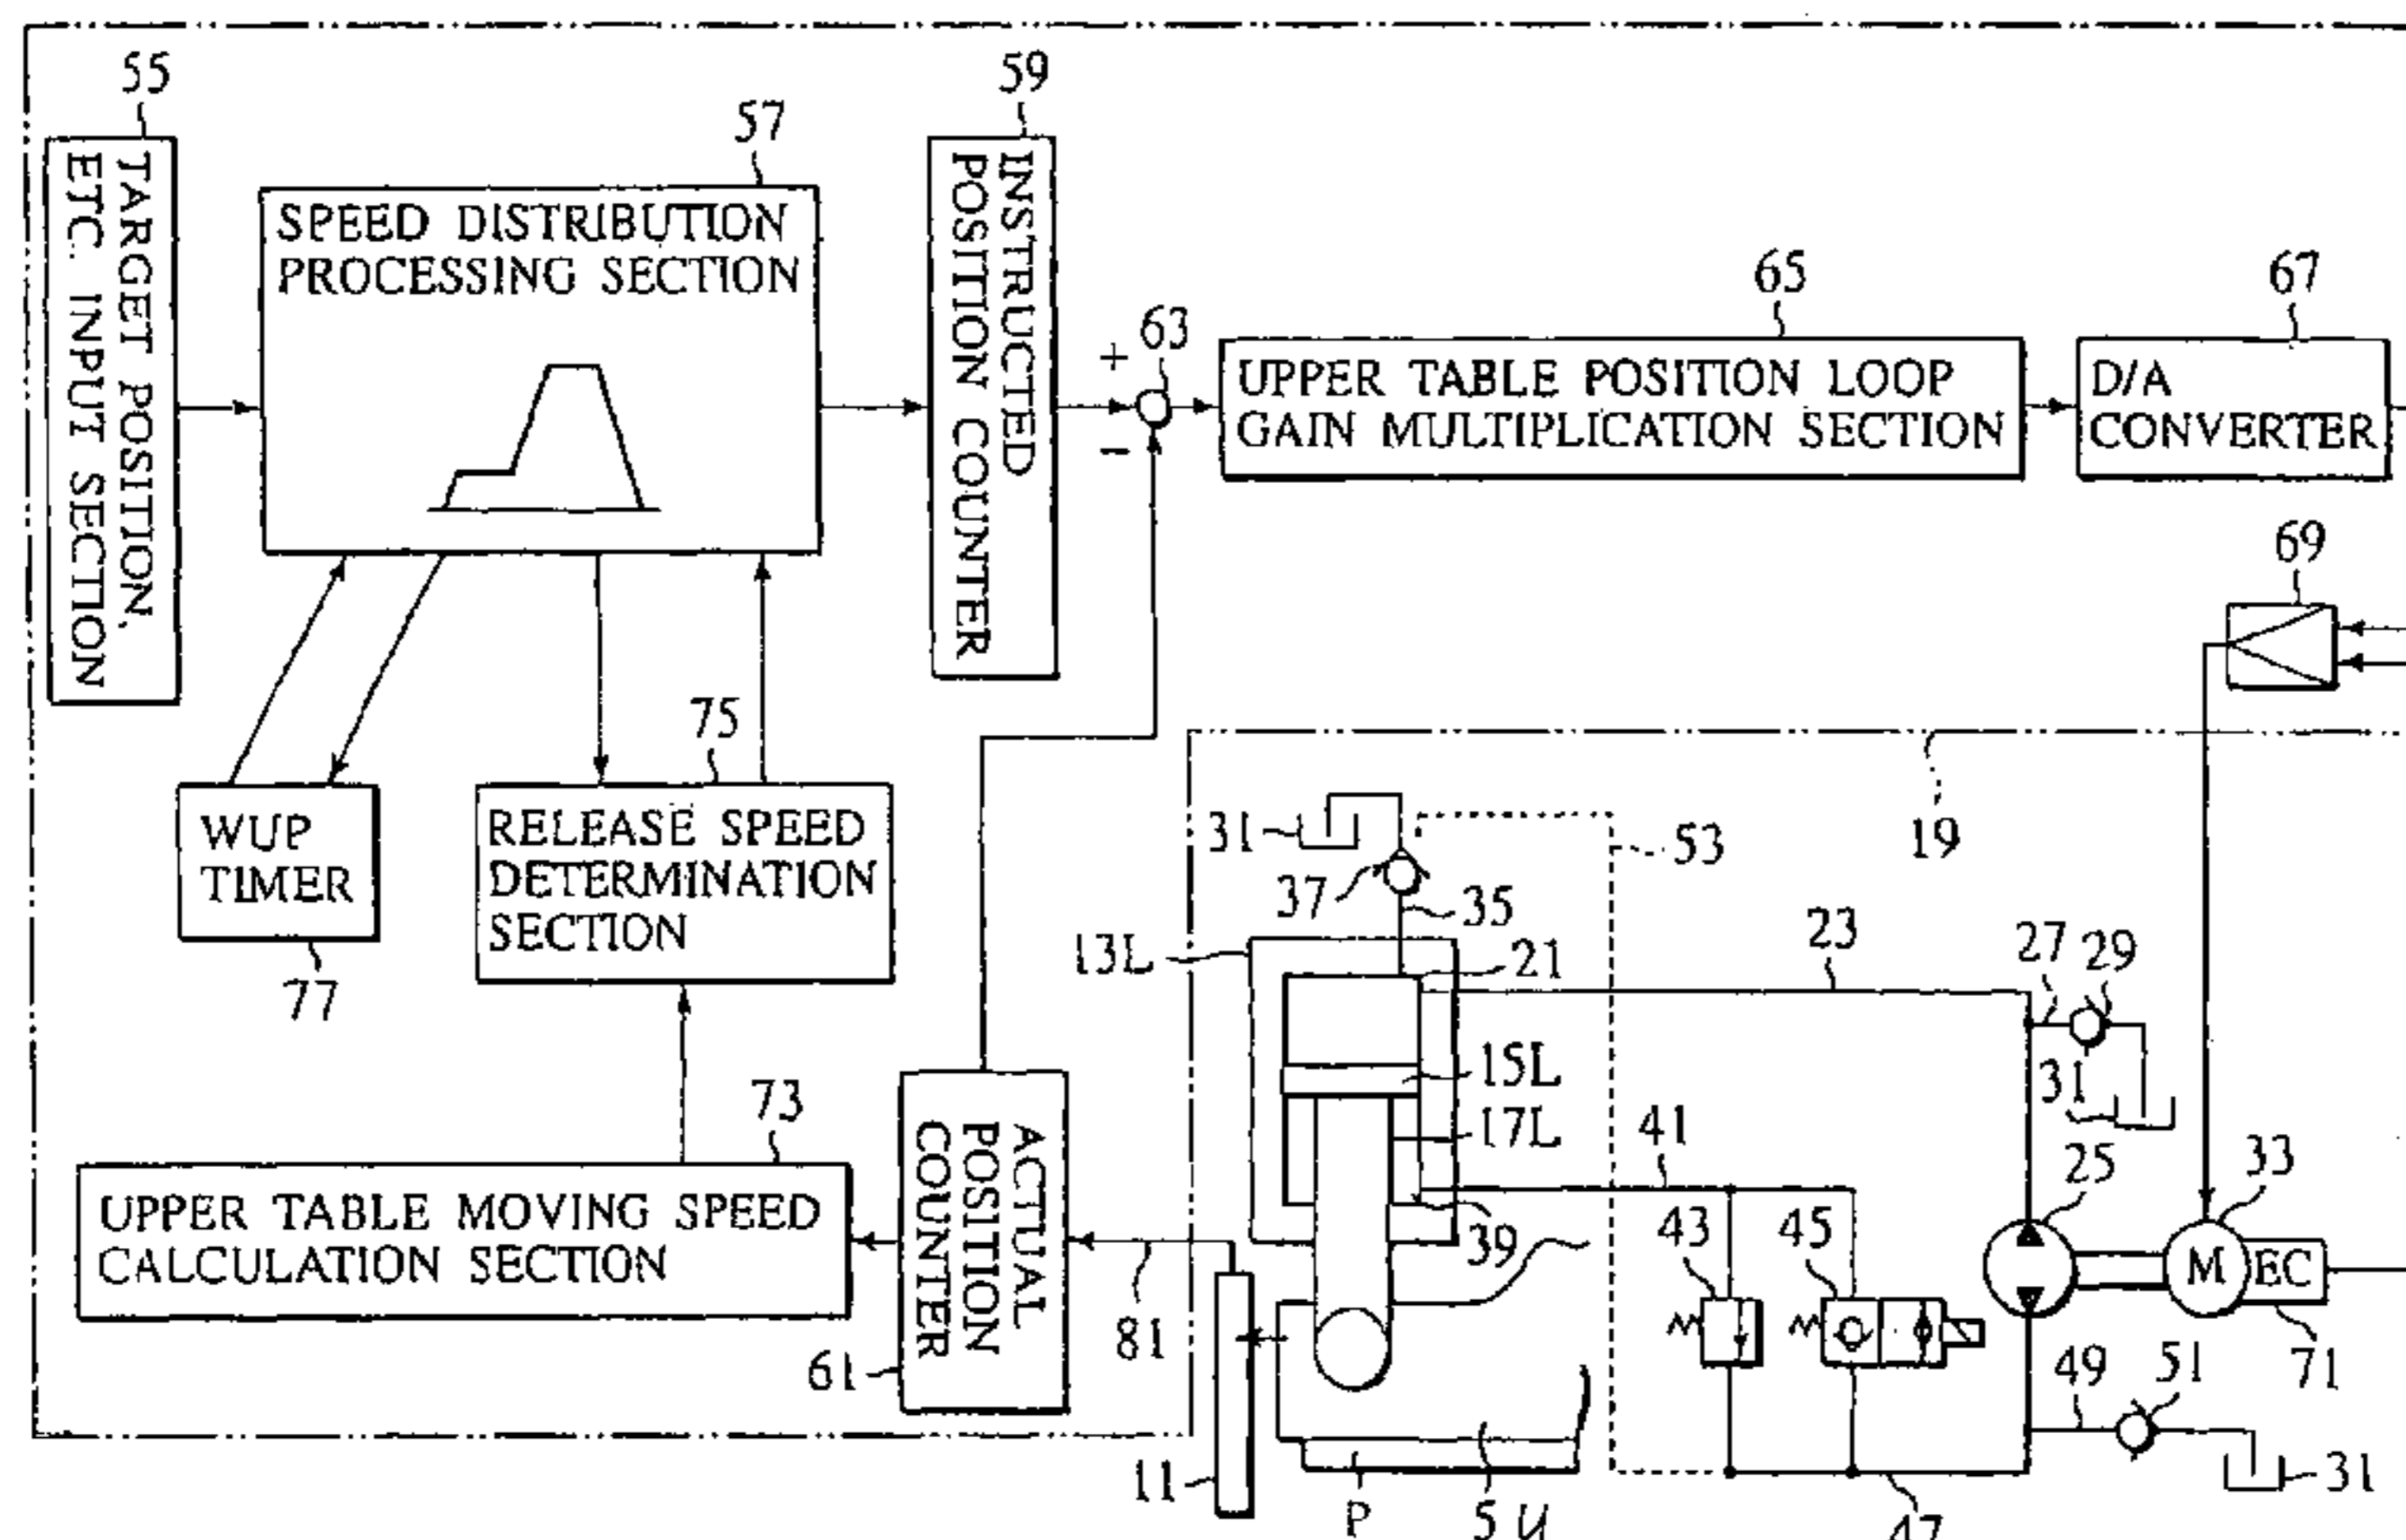 55
TARGET POSITION,
ETC. INPUT SECTION
57
SPEED DISTRIBUTION
PROCESSING SECTION
59
INSTRUCTED
POSITION COUNTER
63
+
-
65
UPPER TABLE POSITION LOOP
GAIN MULTIPLICATION SECTION
67
D/A
CONVERTER
69
75
RELEASE SPEED
DETERMINATION
SECTION
WUP
TIMER
77
73
UPPER TABLE MOVING SPEED
CALCULATION SECTION
ACTUAL
POSITION
COUNTER
61
81
11
19
31
37
35
53
13L
21
23
27
29
31
15L
17L
41
39
43
45
25
33
M
EC
71
49
51
31
47
P
5U